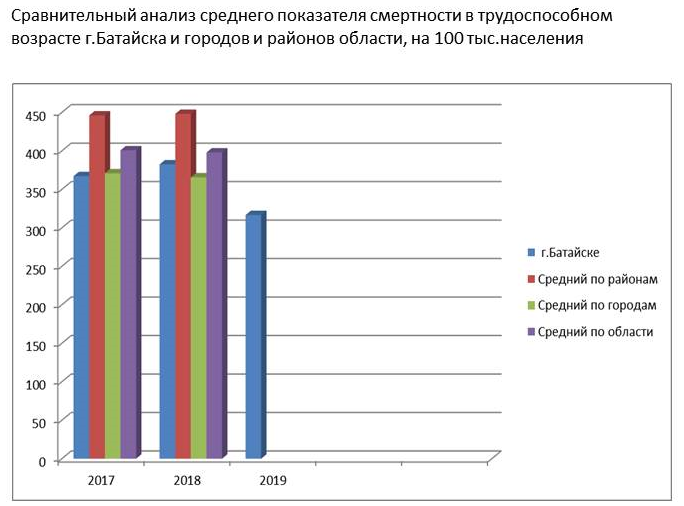 Сравнительный анализ среднего показателя смертности в трудоспособном
возрасте г.Батайска и городов и районов области, на 100 тыс.населения
450
400
350
300
250
200
150
100
50
0
2017 2018 2019
г.Батайске
Средний по районам
Средний по городам
Средний по области